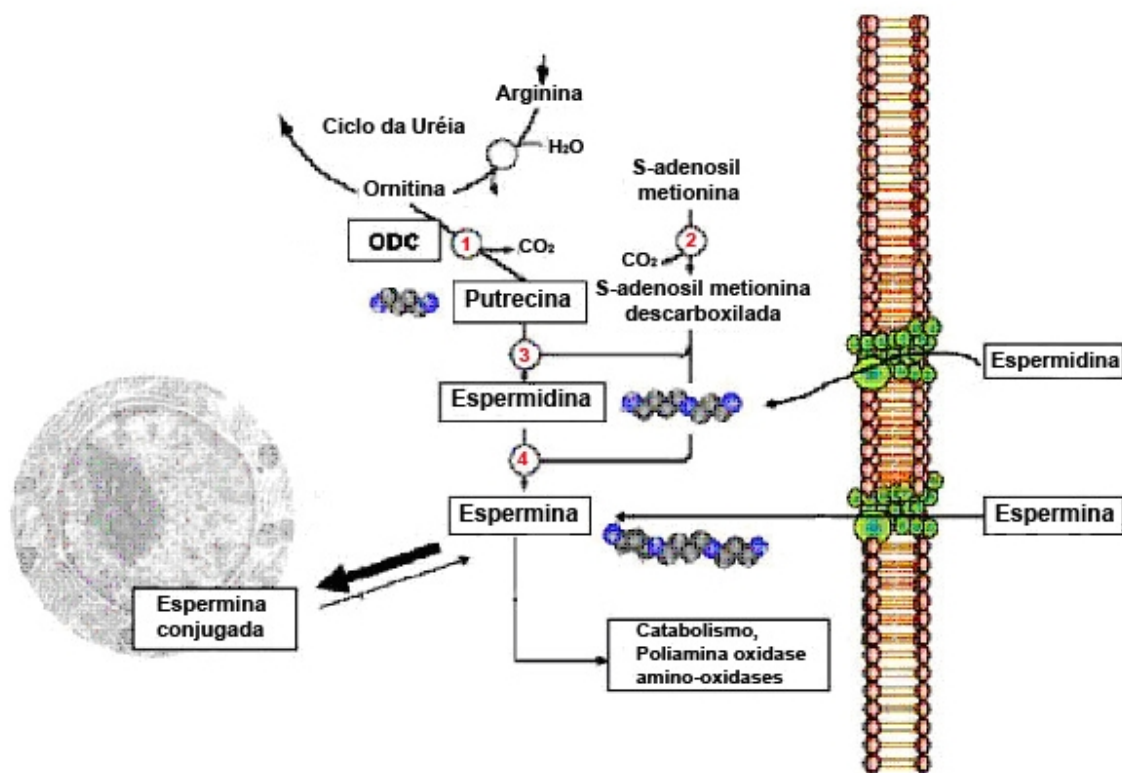 Arginina
Ciclo da Uréia
H₂O
Ornitina
S-adenosil
metionina
ODC
1
CO₂
2
CO₂
Putrecina
S-adenosil metionina
descarboxilada
3
Espermidina
Espermidina
4
Espermina
Espermina
Espermina
conjugada
Catabolismo,
Poliamina oxidase
amino-oxidases